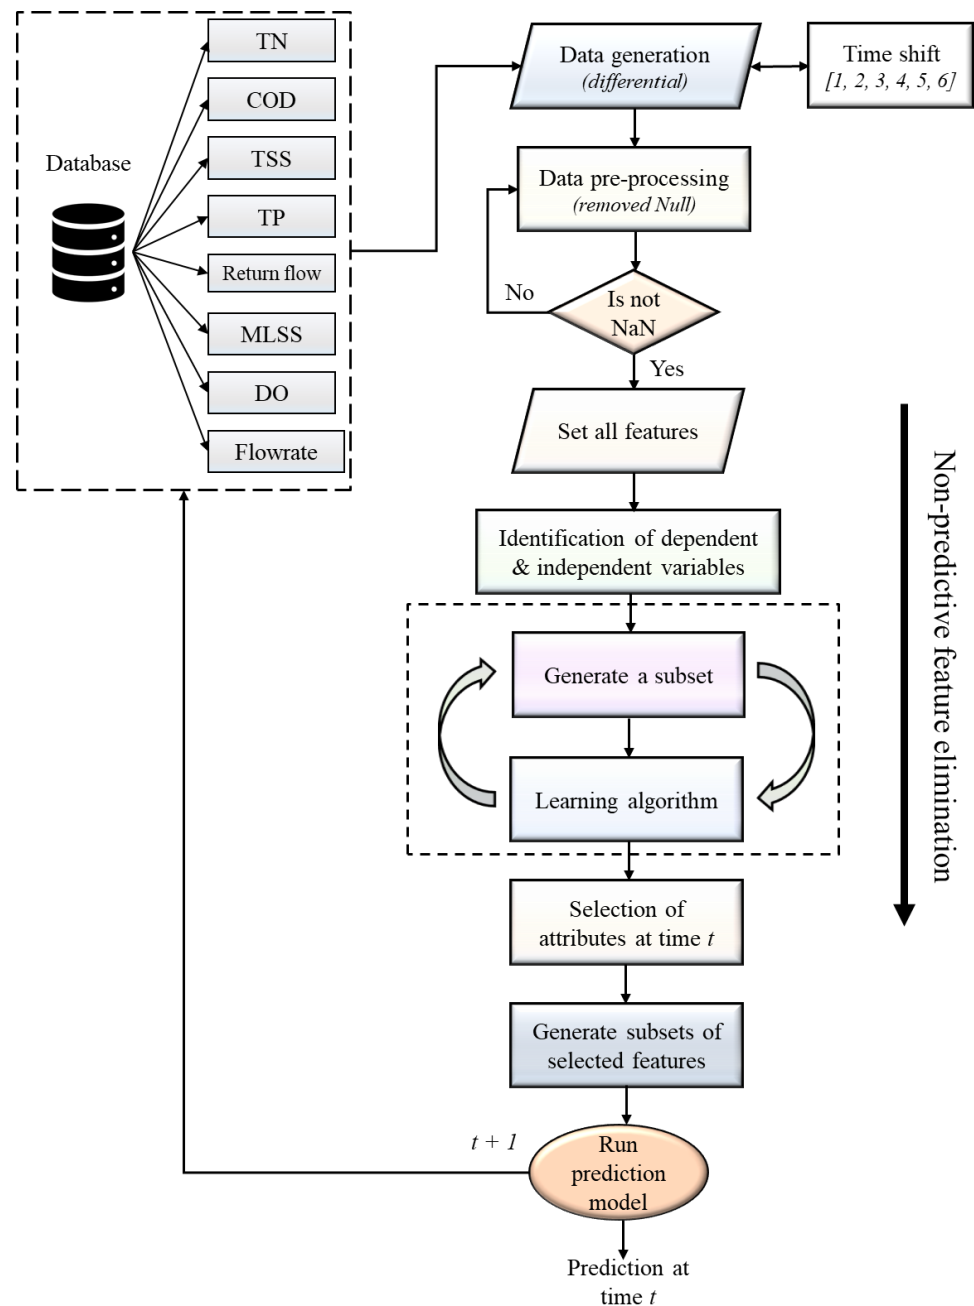 Database
TN
COD
TSS
TP
Return flow
MLSS
DO
Flowrate
Data generation
(differential)
Time shift
[1, 2, 3, 4, 5, 6]
Data pre-processing
(removed Null)
Is not
NaN
No
Yes
Set all features
Identification of dependent
& independent variables
Generate a subset
Learning algorithm
Selection of
attributes at time t
Generate subsets of
selected features
Run
prediction
model
t + 1
Prediction at
time t
Non-predictive feature elimination